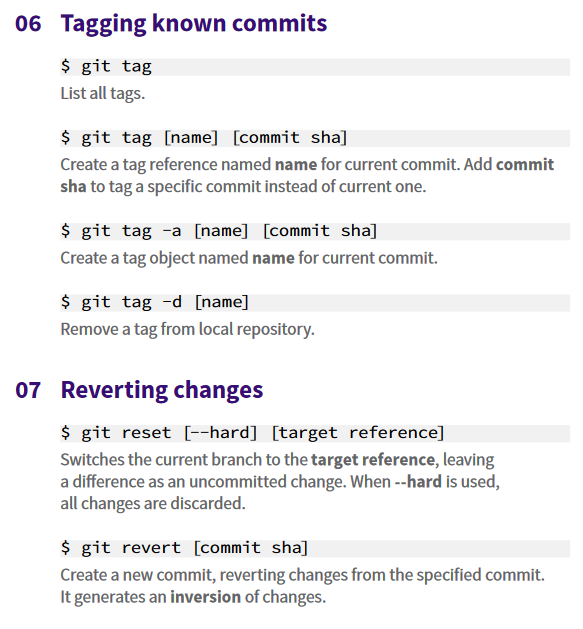 06 Tagging known commits
$ git tag
List all tags.
$ git tag [name] [commit sha]
Create a tag reference named name for current commit. Add commit
sha to tag a specific commit instead of current one.
$ git tag -a [name] [commit sha]
Create a tag object named name for current commit.
$ git tag -d [name]
Remove a tag from local repository.
07 Reverting changes
$ git reset [--hard] [target reference]
Switches the current branch to the target reference, leaving
a difference as an uncommitted change. When --hard is used,
all changes are discarded.
$ git revert [commit sha]
Create a new commit, reverting changes from the specified commit.
It generates an inversion of changes.